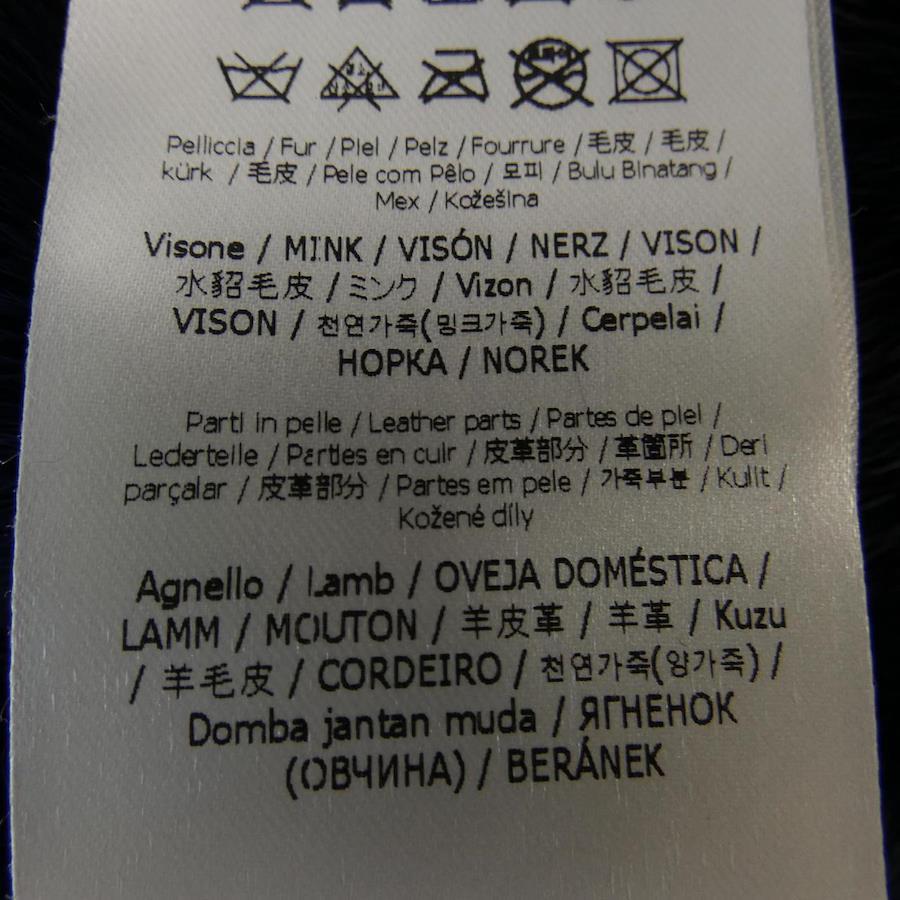 Pelliccia / Fur / Piel / Pelz / Fourrure / 毛皮 / 毛皮 /
kürk / 毛皮 / Pele com Pêlo / 모피 / Bulu Binatang /
Mex / Kožešina
Visone / MINK / VISÓN / NERZ / VISON /
水貂毛皮 / ミンク / Vizon / 水貂毛皮 /
VISON / 천연가죽(밍크가죽) / Cerpelai /
НОРКА / NOREK
Parti in pelle / Leather parts / Partes de piel /
Lederteile / Parties en cuir / 皮革部分 / 革箇所 / Deri
parçalar / 皮革部分 / Partes em pele / 가죽부분 / Kulit /
Kožené díly
Agnello / Lamb / OVEJA DOMÉSTICA /
LAMM / MOUTON / 羊皮革 / 羊革 / Kuzu
/ 羊毛皮 / CORDEIRO / 천연가죽(양가죽) /
Domba jantan muda / ЯГНЕНОК
(ОВЧИНА) / BERÁNEK